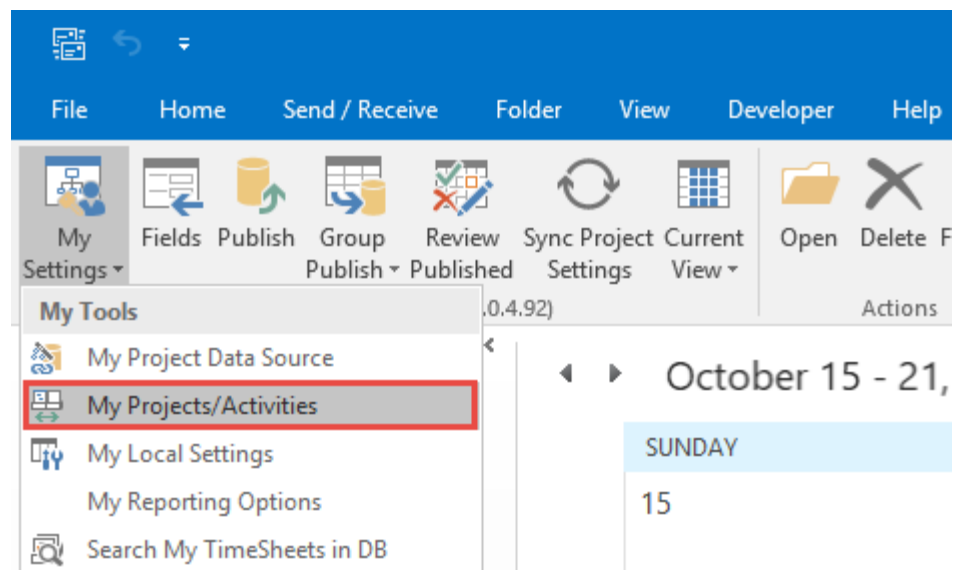 File Home Send / Receive Folder View Developer Help
My Fields Publish Group Review Sync Project Current Open Delete F
Settings Publish Published Settings View
My Tools .0.4.92) Actions
My Project Data Source
My Projects/Activities October 15 - 21,
My Local Settings SUNDAY
My Reporting Options 15
Search My TimeSheets in DB